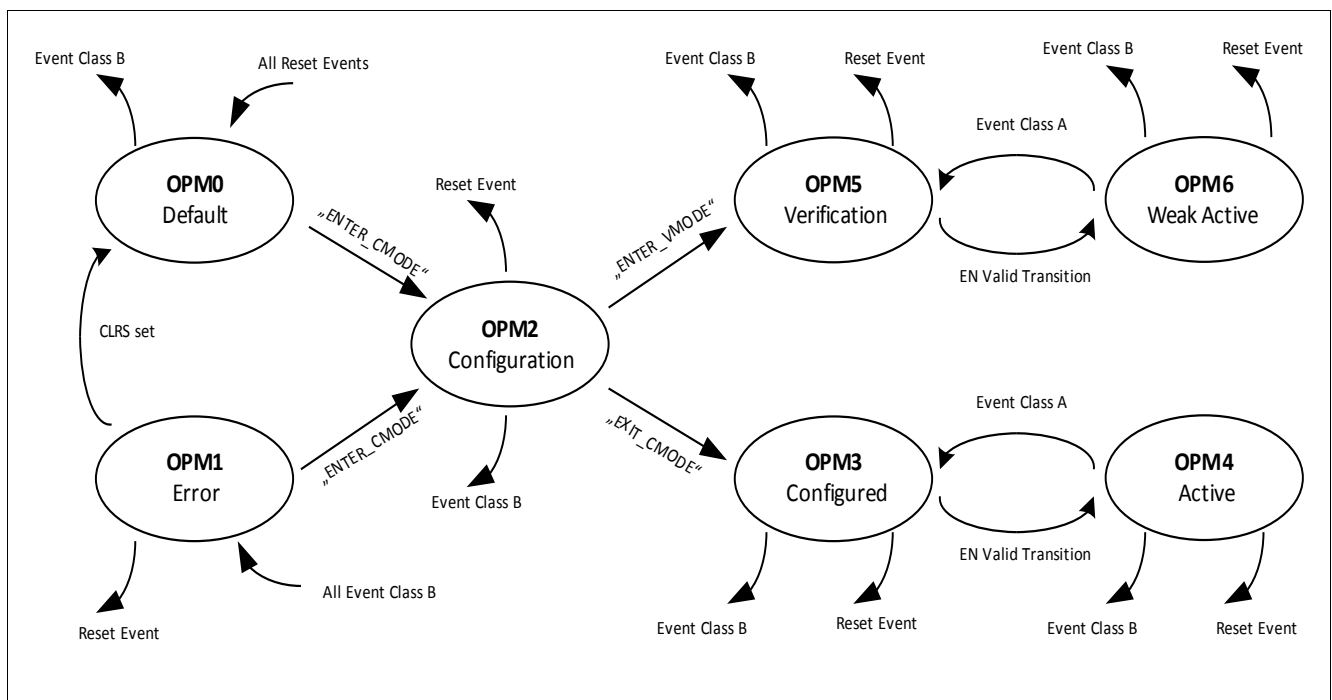 Event Class B
All Reset Events
Event Class B
Reset Event
Event Class B
Reset Event
Event Class A
OPM0
Default
OPM5
Verification
OPM6
Weak Active
Reset Event
„ENTER_CMODE“
„ENTER_VMODE“
EN Valid Transition
CLRS set
OPM2
Configuration
„ENTER_CMODE“
„EXIT_CMODE“
Event Class A
OPM1
Error
OPM3
Configured
OPM4
Active
Event Class B
EN Valid Transition
All Event Class B
Reset Event
Event Class B
Reset Event
Event Class B
Reset Event